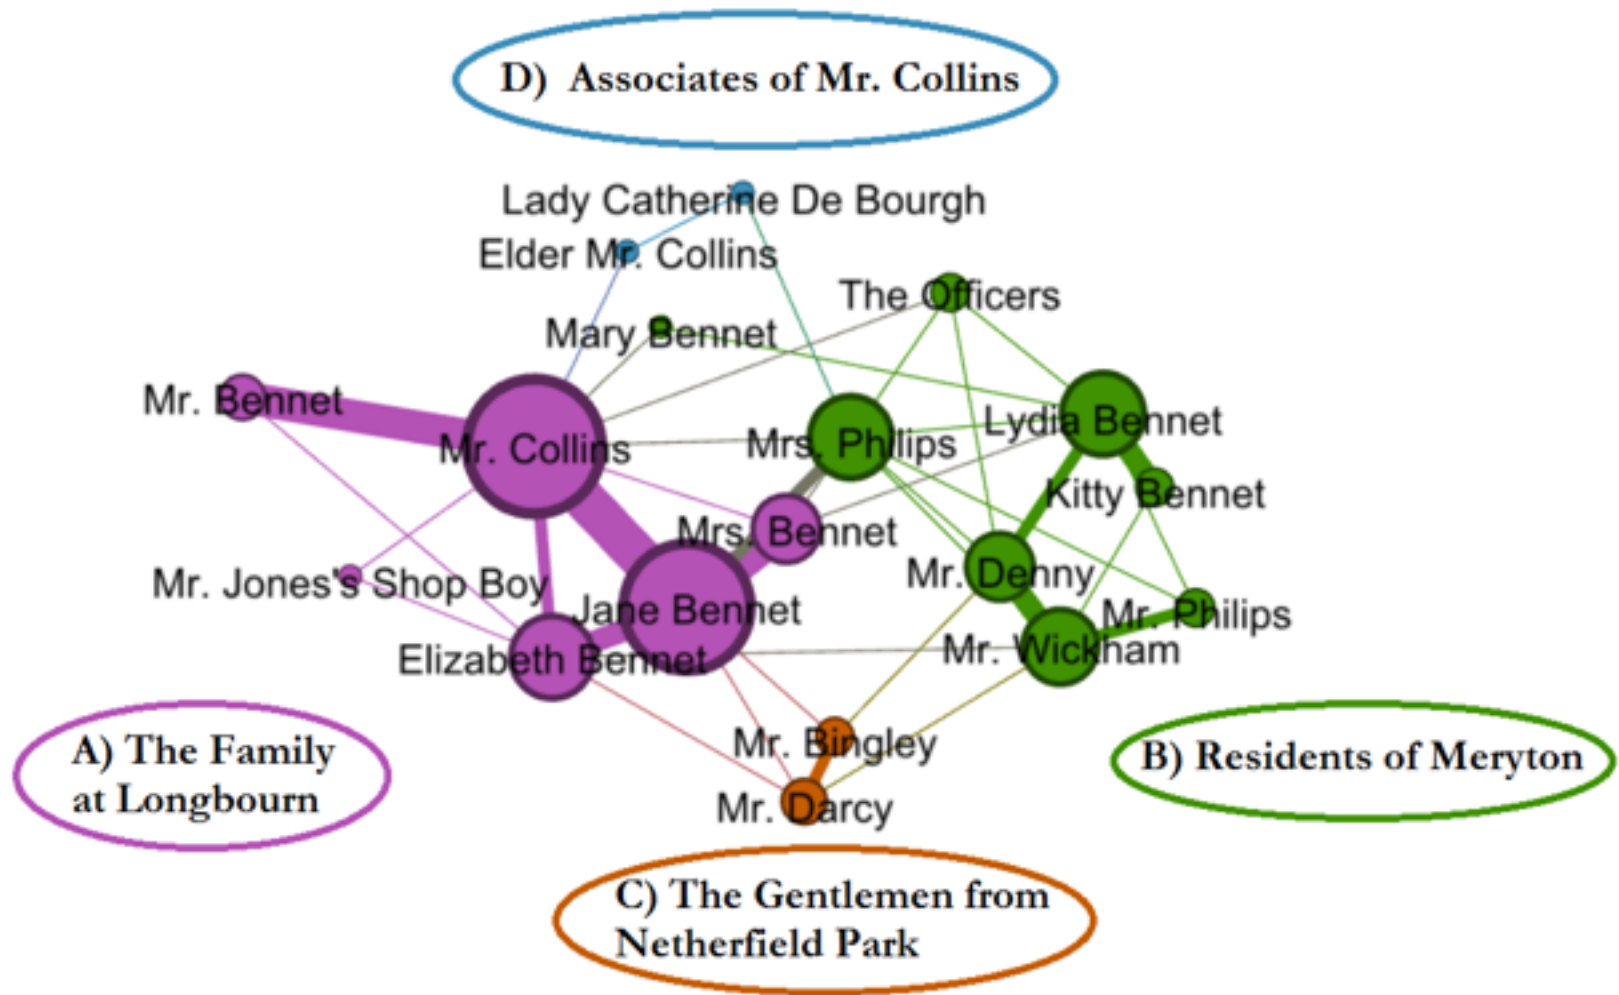 D) Associates of Mr. Collins
Lady Catherine De Bourgh
Elder Mr. Collins
The Officers
Mary Bennet
Mr. Bennet
Lydia Bennet
Mr. Collins
Mrs. Philips
Kitty Bennet
Mrs. Bennet
Mr. Denny
Mr. Jones's Shop Boy
Jane Bennet
Mr. Philips
Elizabeth Bennet
Mr. Wickham
Mr. Bingley
Mr. Darcy
A) The Family
at Longbourn
B) Residents of Meryton
C) The Gentlemen from
Netherfield Park